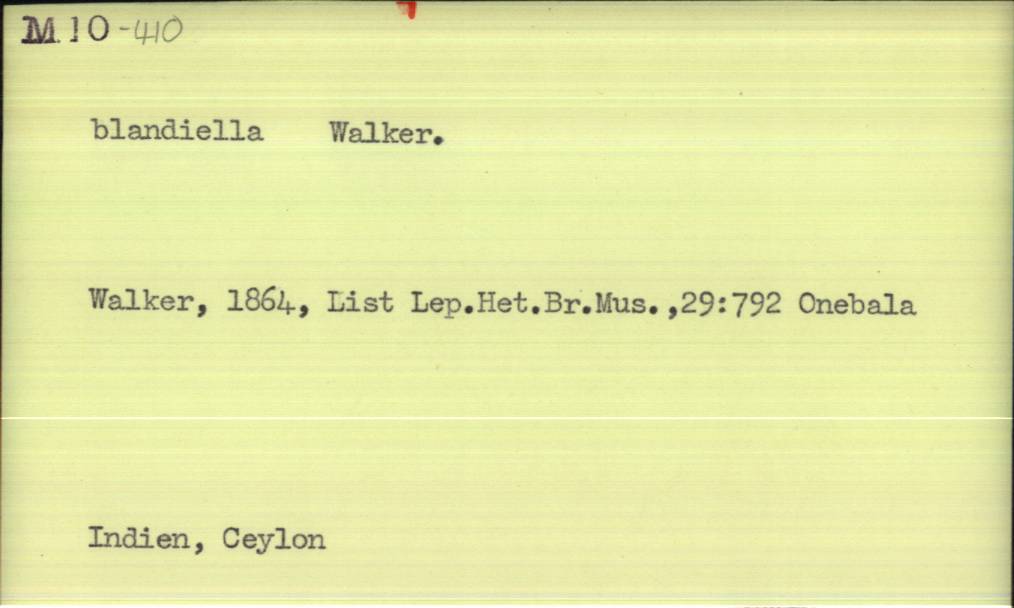 M 10 -410
blandiella Walker.
Walker, 1864, List Lep.Het.Br.Mus.,29:792 Onebala
Indien, Ceylon